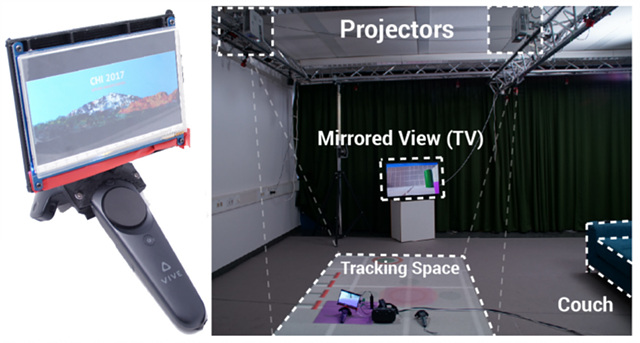 CHI 2017
VIVE
Projectors
Mirrored View (TV)
Tracking Space
Couch